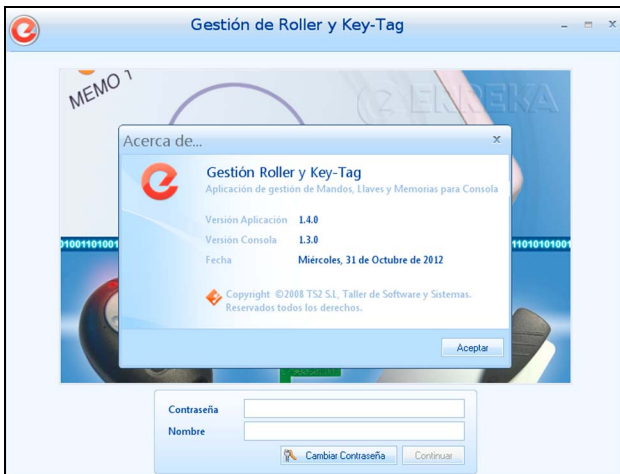 Gestión de Roller y Key-Tag
MEMO 1
ERREKA
Acerca de...
Gestión Roller y Key-Tag
Aplicación de gestión de Mandos, Llaves y Memorias para Consola
Versión Aplicación 1.4.0
Versión Consola 1.3.0
Fecha Miércoles, 31 de Octubre de 2012
Copyright ©2008 TS2 S.L, Taller de Software y Sistemas.
Reservados todos los derechos.
Aceptar
Contraseña
Nombre
Cambiar Contraseña
Continuar